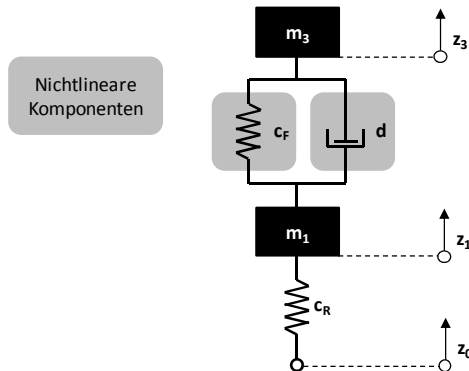 m3
z3
Nichtlineare
Komponenten
cF
d
m1
z1
cR
z0